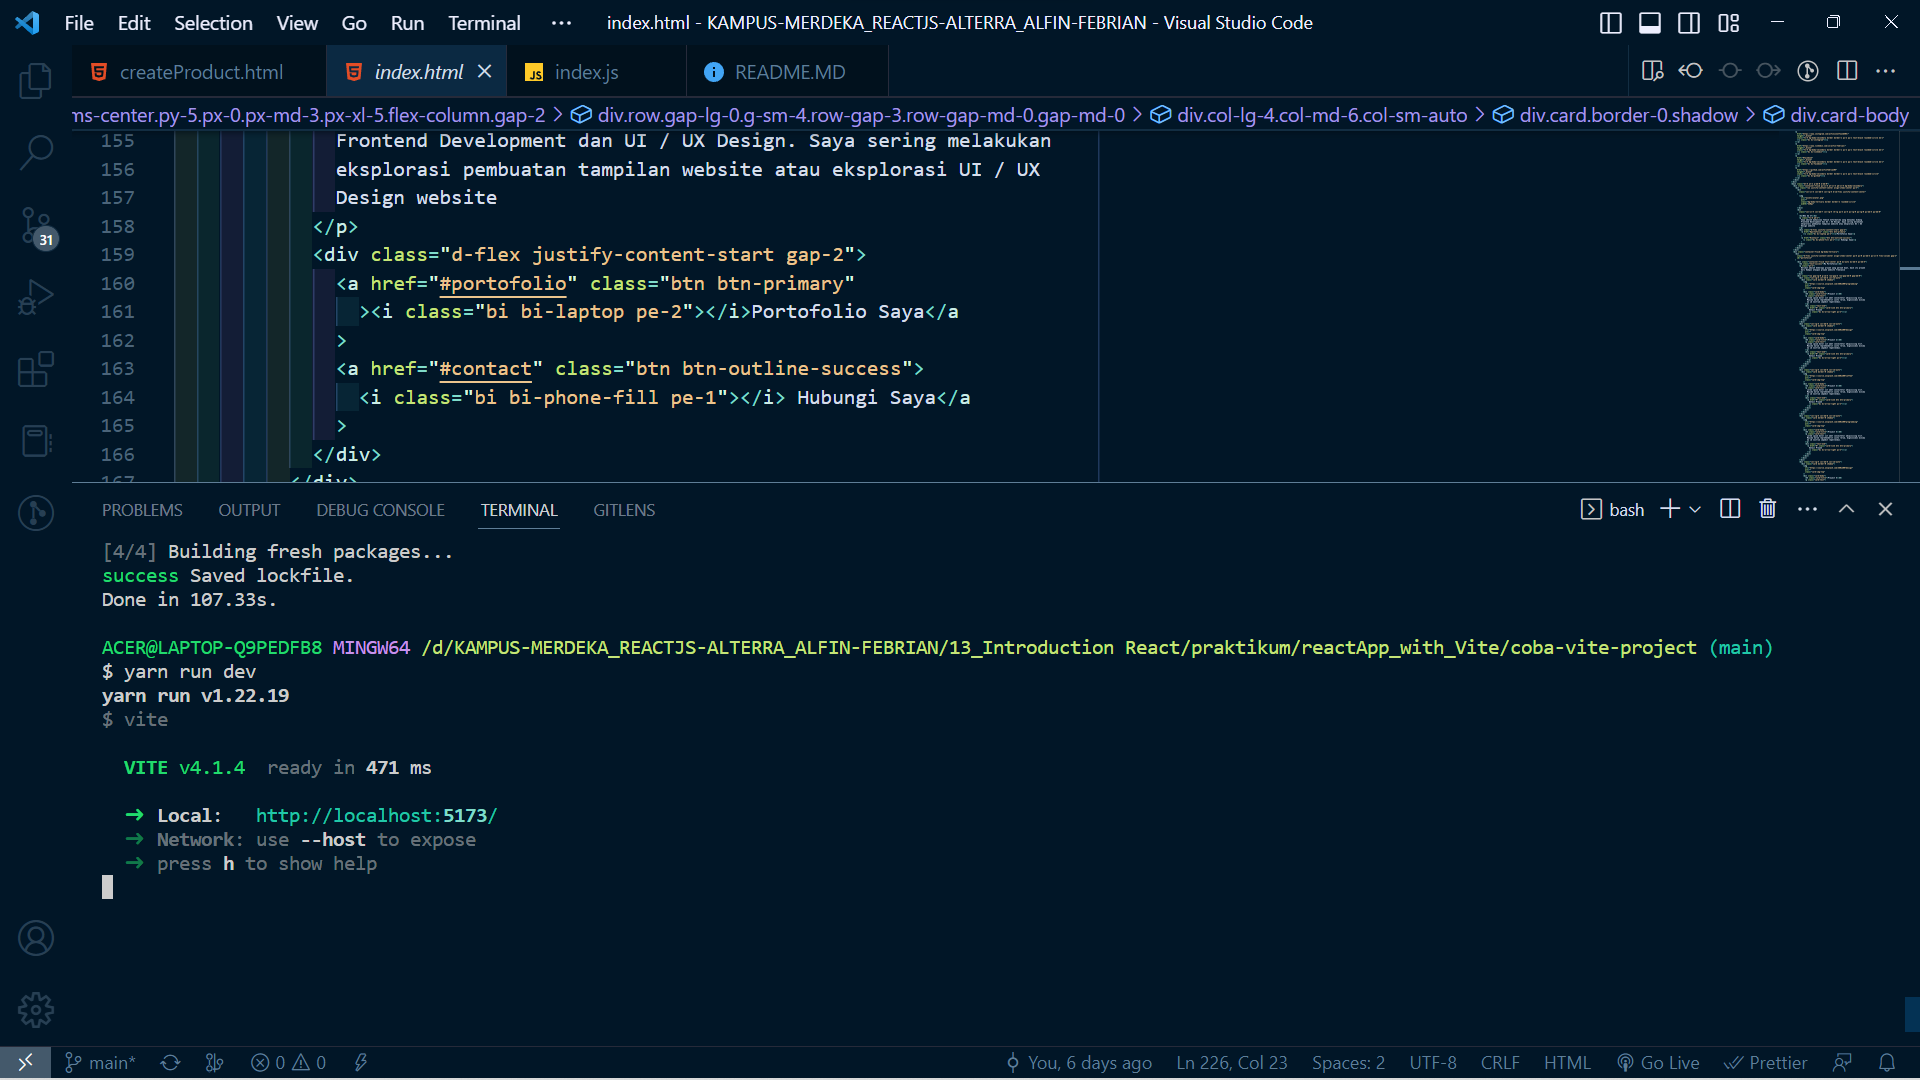 File Edit Selection View Go Run Terminal ··· index.html - KAMPUS-MERDEKA_REACTJS-ALTERRA_ALFIN-FEBRIAN - Visual Studio Code
createProduct.html index.html JS index.js README.MD
ms-center.py-5.px-0.px-md-3.px-xl-5.flex-column.gap-2 > div.row.gap-lg-0.g-sm-4.row-gap-3.row-gap-md-0.gap-md-0 > div.col-lg-4.col-md-6.col-sm-auto > div.card.border-0.shadow > div.card-body
155 Frontend Development dan UI / UX Design. Saya sering melakukan
156 eksplorasi pembuatan tampilan website atau eksplorasi UI / UX
157 Design website
158 </p>
159 <div class="d-flex justify-content-start gap-2">
160 <a href="#portofolio" class="btn btn-primary"
161 ><i class="bi bi-laptop pe-2"></i>Portofolio Saya</a
162 >
163 <a href="#contact" class="btn btn-outline-success">
164 <i class="bi bi-phone-fill pe-1"></i> Hubungi Saya</a
165 >
166 </div>
167 </div>
31
PROBLEMS OUTPUT DEBUG CONSOLE TERMINAL GITLENS bash
[4/4] Building fresh packages...
success Saved lockfile.
Done in 107.33s.
ACER@LAPTOP-Q9PEDFB8 MINGW64 /d/KAMPUS-MERDEKA_REACTJS-ALTERRA_ALFIN-FEBRIAN/13_Introduction React/praktikum/reactApp_with_Vite/coba-vite-project (main)
$ yarn run dev
yarn run v1.22.19
$ vite
VITE v4.1.4 ready in 471 ms
➜ Local: http://localhost:5173/
➜ Network: use --host to expose
➜ press h to show help
main* 0 0 You, 6 days ago Ln 226, Col 23 Spaces: 2 UTF-8 CRLF HTML Go Live Prettier